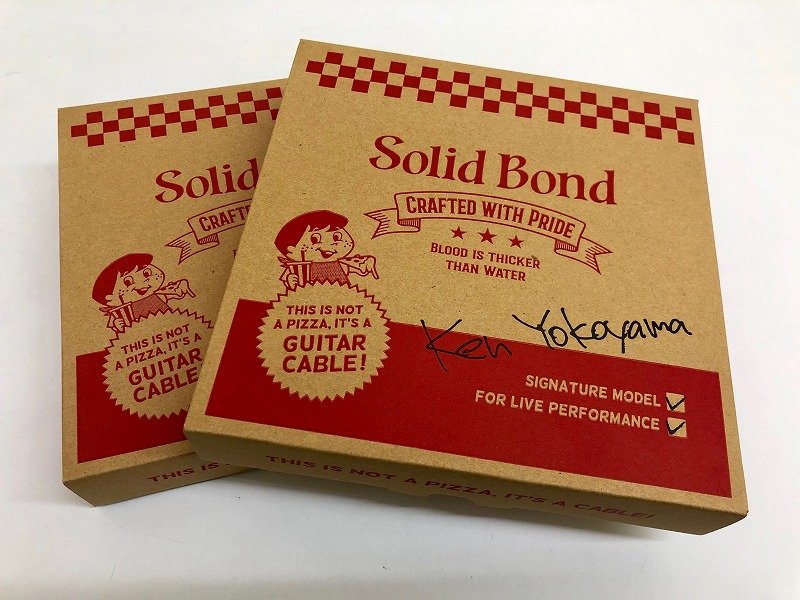 Solid Bond
CRAFTED WITH PRIDE
BLOOD IS THICKER
THAN WATER
THIS IS NOT
A PIZZA, IT'S A
GUITAR
CABLE!
Ken Yokoyama
SIGNATURE MODEL
FOR LIVE PERFORMANCE
THIS IS NOT A PIZZA, IT'S A CABLE!
Solid
CRAFTED
THIS IS NOT
A PIZZA, IT'S A
GUITAR
CABLE!
THIS IS